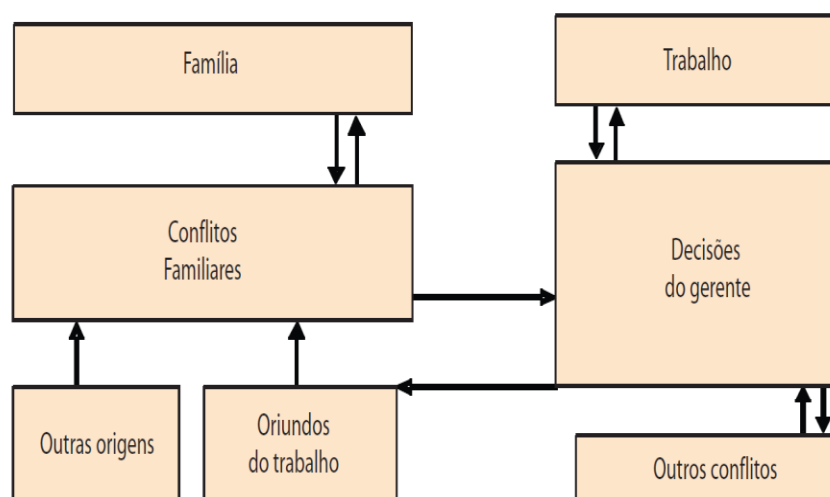 Família
Trabalho
Conflitos
Familiares
Decisões
do gerente
Outras origens
Oriundos
do trabalho
Outros conflitos